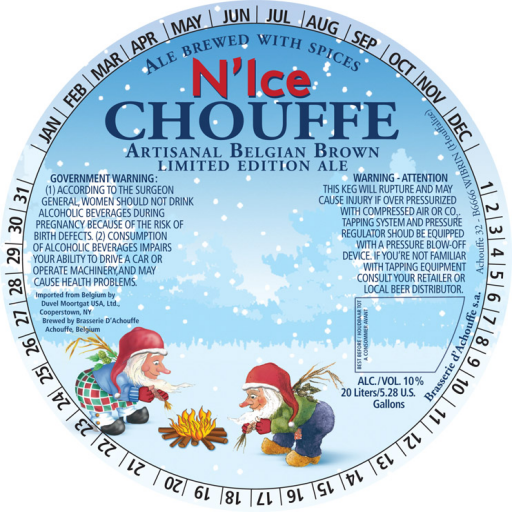 JAN | FEB | MAR | APR | MAY | JUN | JUL | AUG | SEP | OCT | NOV | DEC
ALE BREWED WITH SPICES
N'Ice
CHOUFFE
ARTISANAL BELGIAN BROWN
LIMITED EDITION ALE
GOVERNMENT WARNING:
(1) ACCORDING TO THE SURGEON
GENERAL, WOMEN SHOULD NOT DRINK
ALCOHOLIC BEVERAGES DURING
PREGNANCY BECAUSE OF THE RISK OF
BIRTH DEFECTS. (2) CONSUMPTION
OF ALCOHOLIC BEVERAGES IMPAIRS
YOUR ABILITY TO DRIVE A CAR OR
OPERATE MACHINERY,AND MAY
CAUSE HEALTH PROBLEMS.
Imported from Belgium by
Duvel Moortgat USA, Ltd.,
Cooperstown, NY
Brewed by Brasserie D'Achouffe
Achouffe, Belgium
WARNING - ATTENTION
THIS KEG WILL RUPTURE AND MAY
CAUSE INJURY IF OVER PRESSURIZED
WITH COMPRESSED AIR OR CO2.
TAPPING SYSTEM AND PRESSURE
REGULATOR SHOULD BE EQUIPPED
WITH A PRESSURE BLOW-OFF
DEVICE. IF YOU'RE NOT FAMILIAR
WITH TAPPING EQUIPMENT
CONSULT YOUR RETAILER OR
LOCAL BEER DISTRIBUTOR.
BEST BEFORE / HOUDBAAR TOT
A CONSOMMER AVANT
ALC./VOL. 10%
20 Liters/5.28 U.S.
Gallons
Brasserie d'Achouffe s.a.
Achouffe 32 - B6666 WIBRIN (Houffalize)
1 | 2 | 3 | 4 | 5 | 6 | 7 | 8 | 9 | 10 | 11 | 12 | 13 | 14 | 15 | 16 | 17 | 18 | 19 | 20 | 21 | 22 | 23 | 24 | 25 | 26 | 27 | 28 | 29 | 30 | 31